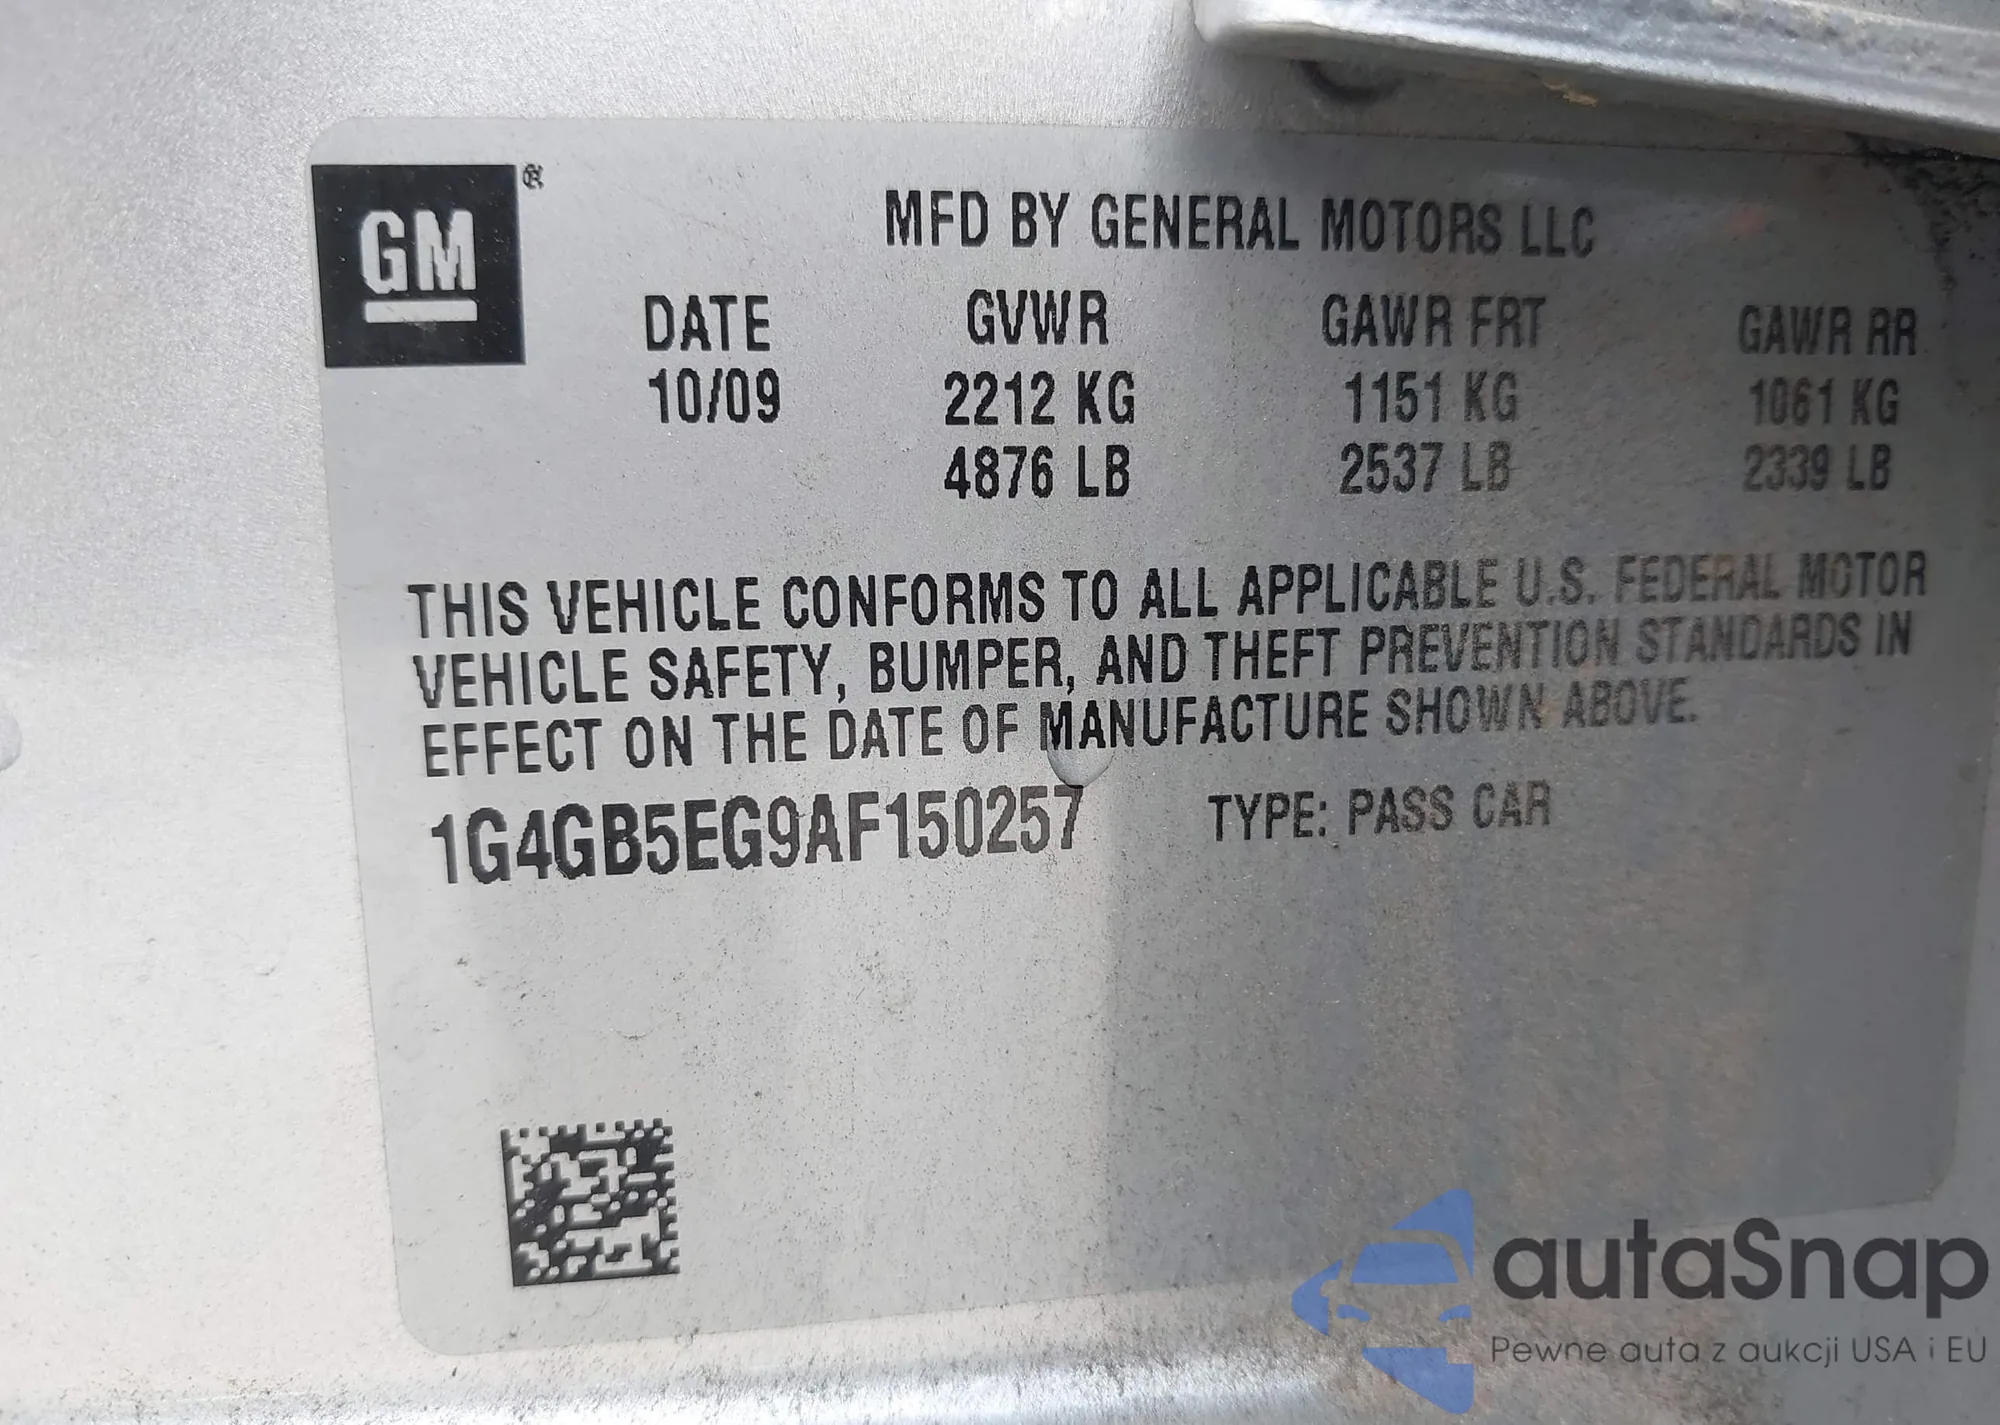 GM®
MFD BY GENERAL MOTORS LLC
DATE GVWR GAWR FRT GAWR RR
10/09 2212 KG 1151 KG 1061 KG
4876 LB 2537 LB 2339 LB
THIS VEHICLE CONFORMS TO ALL APPLICABLE U.S. FEDERAL MOTOR
VEHICLE SAFETY, BUMPER, AND THEFT PREVENTION STANDARDS IN
EFFECT ON THE DATE OF MANUFACTURE SHOWN ABOVE.
1G4GB5EG9AF150257 TYPE: PASS CAR
autaSnap
Pewne auta z aukcji USA i EU